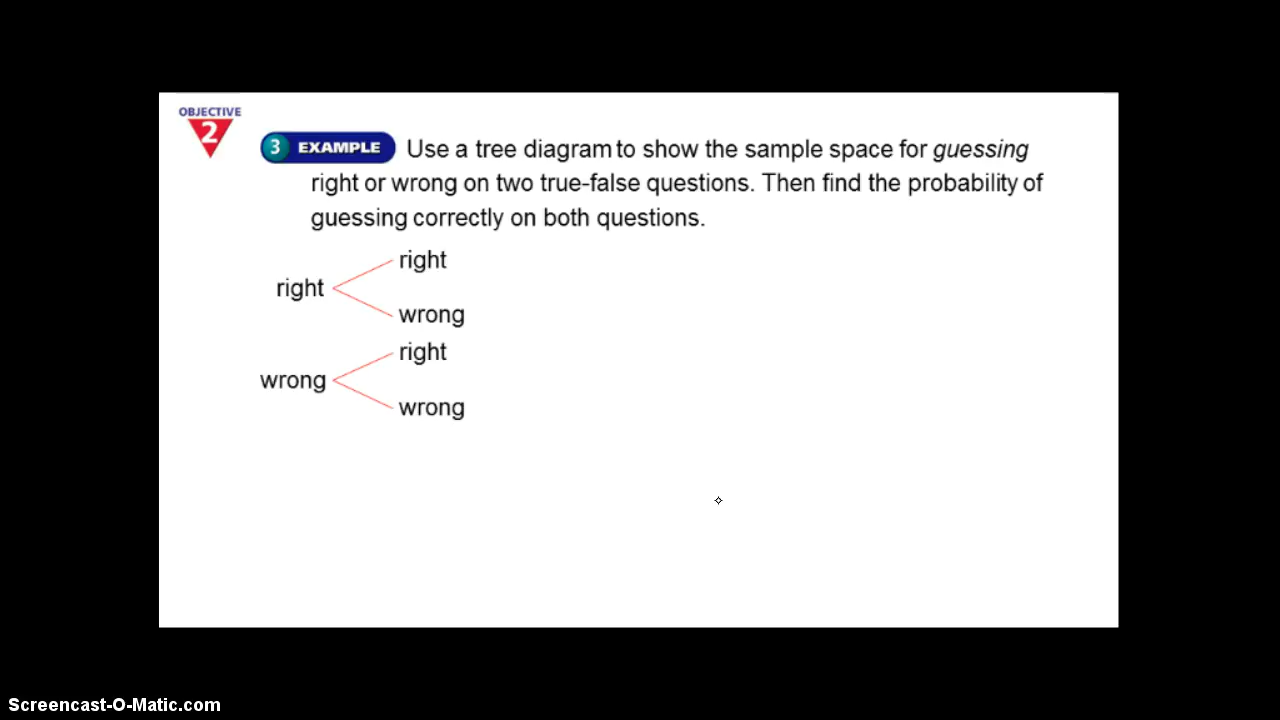 OBJECTIVE
2
3 EXAMPLE Use a tree diagram to show the sample space for guessing
right or wrong on two true-false questions. Then find the probability of
guessing correctly on both questions.
right
right
wrong
right
wrong
wrong
Screencast-O-Matic.com